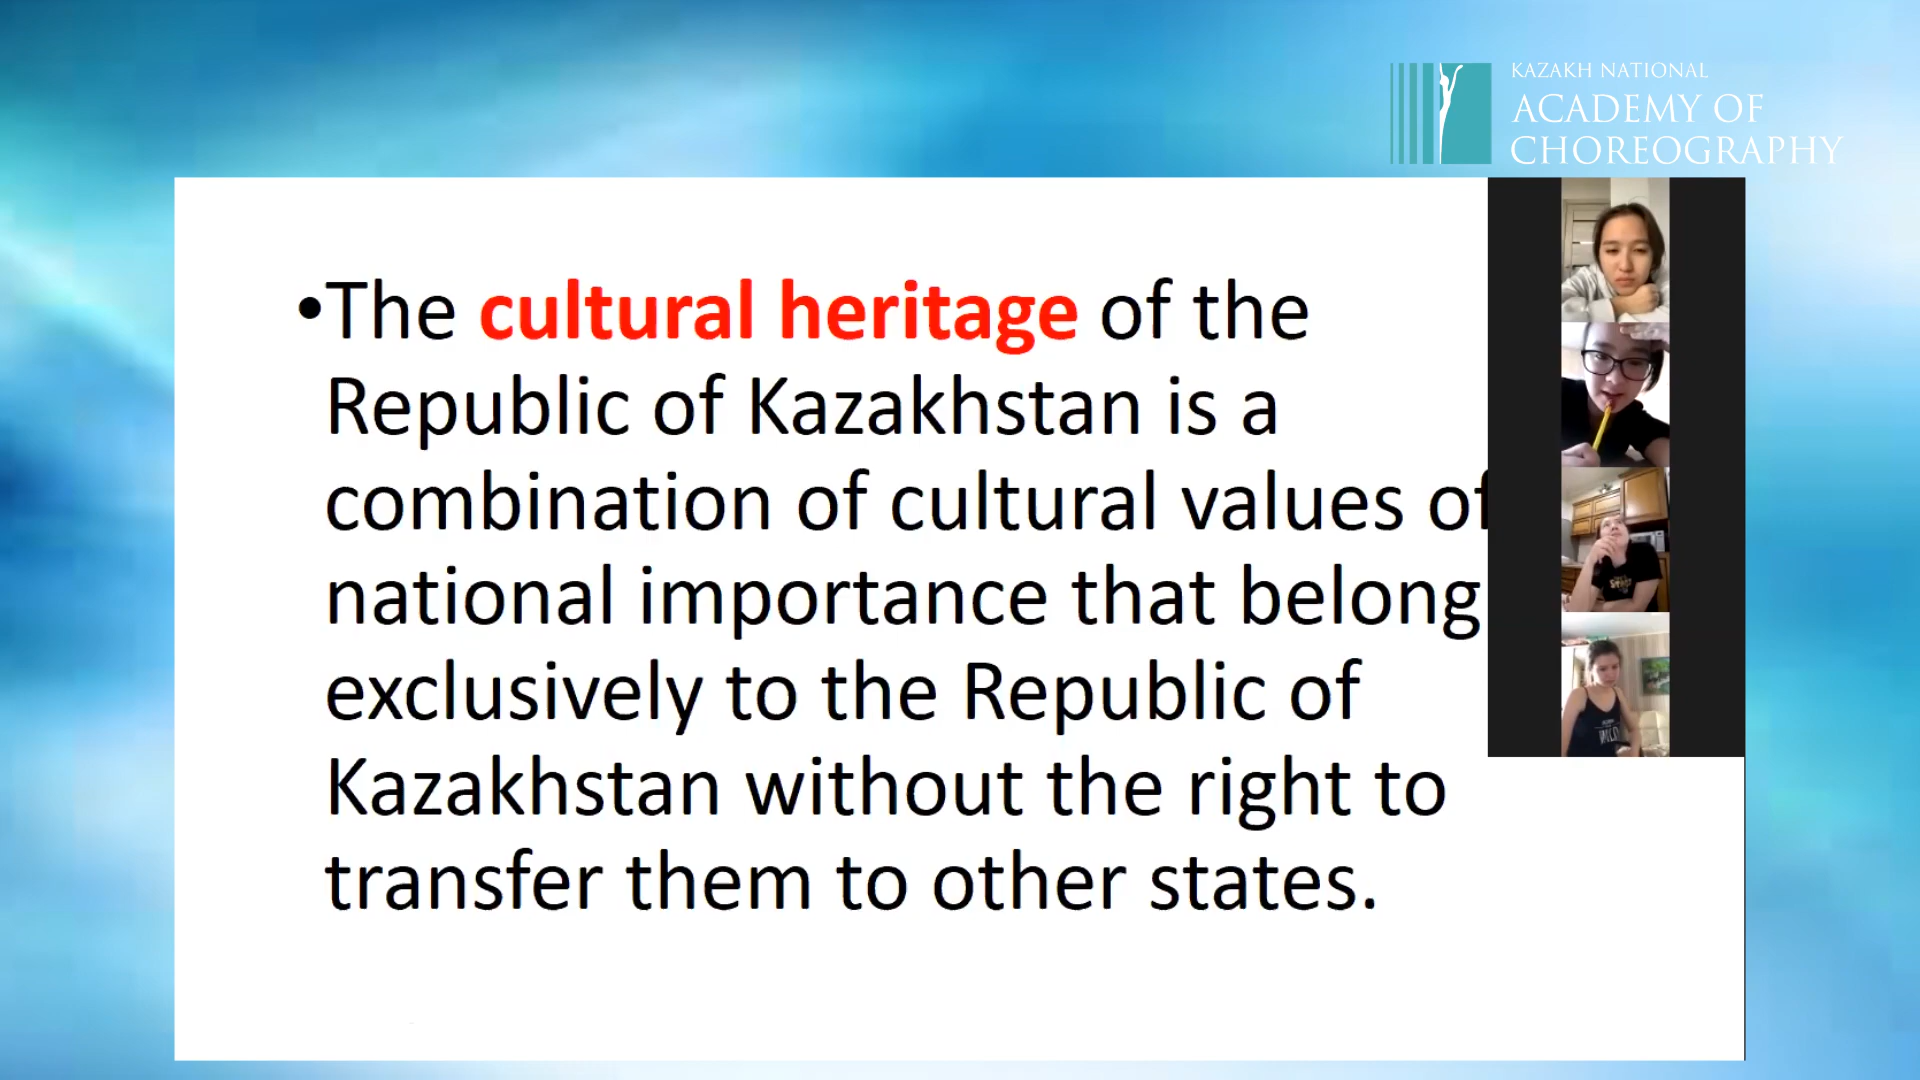 KAZAKH NATIONAL
ACADEMY OF
CHOREOGRAPHY
•The cultural heritage of the
Republic of Kazakhstan is a
combination of cultural values of
national importance that belong
exclusively to the Republic of
Kazakhstan without the right to
transfer them to other states.